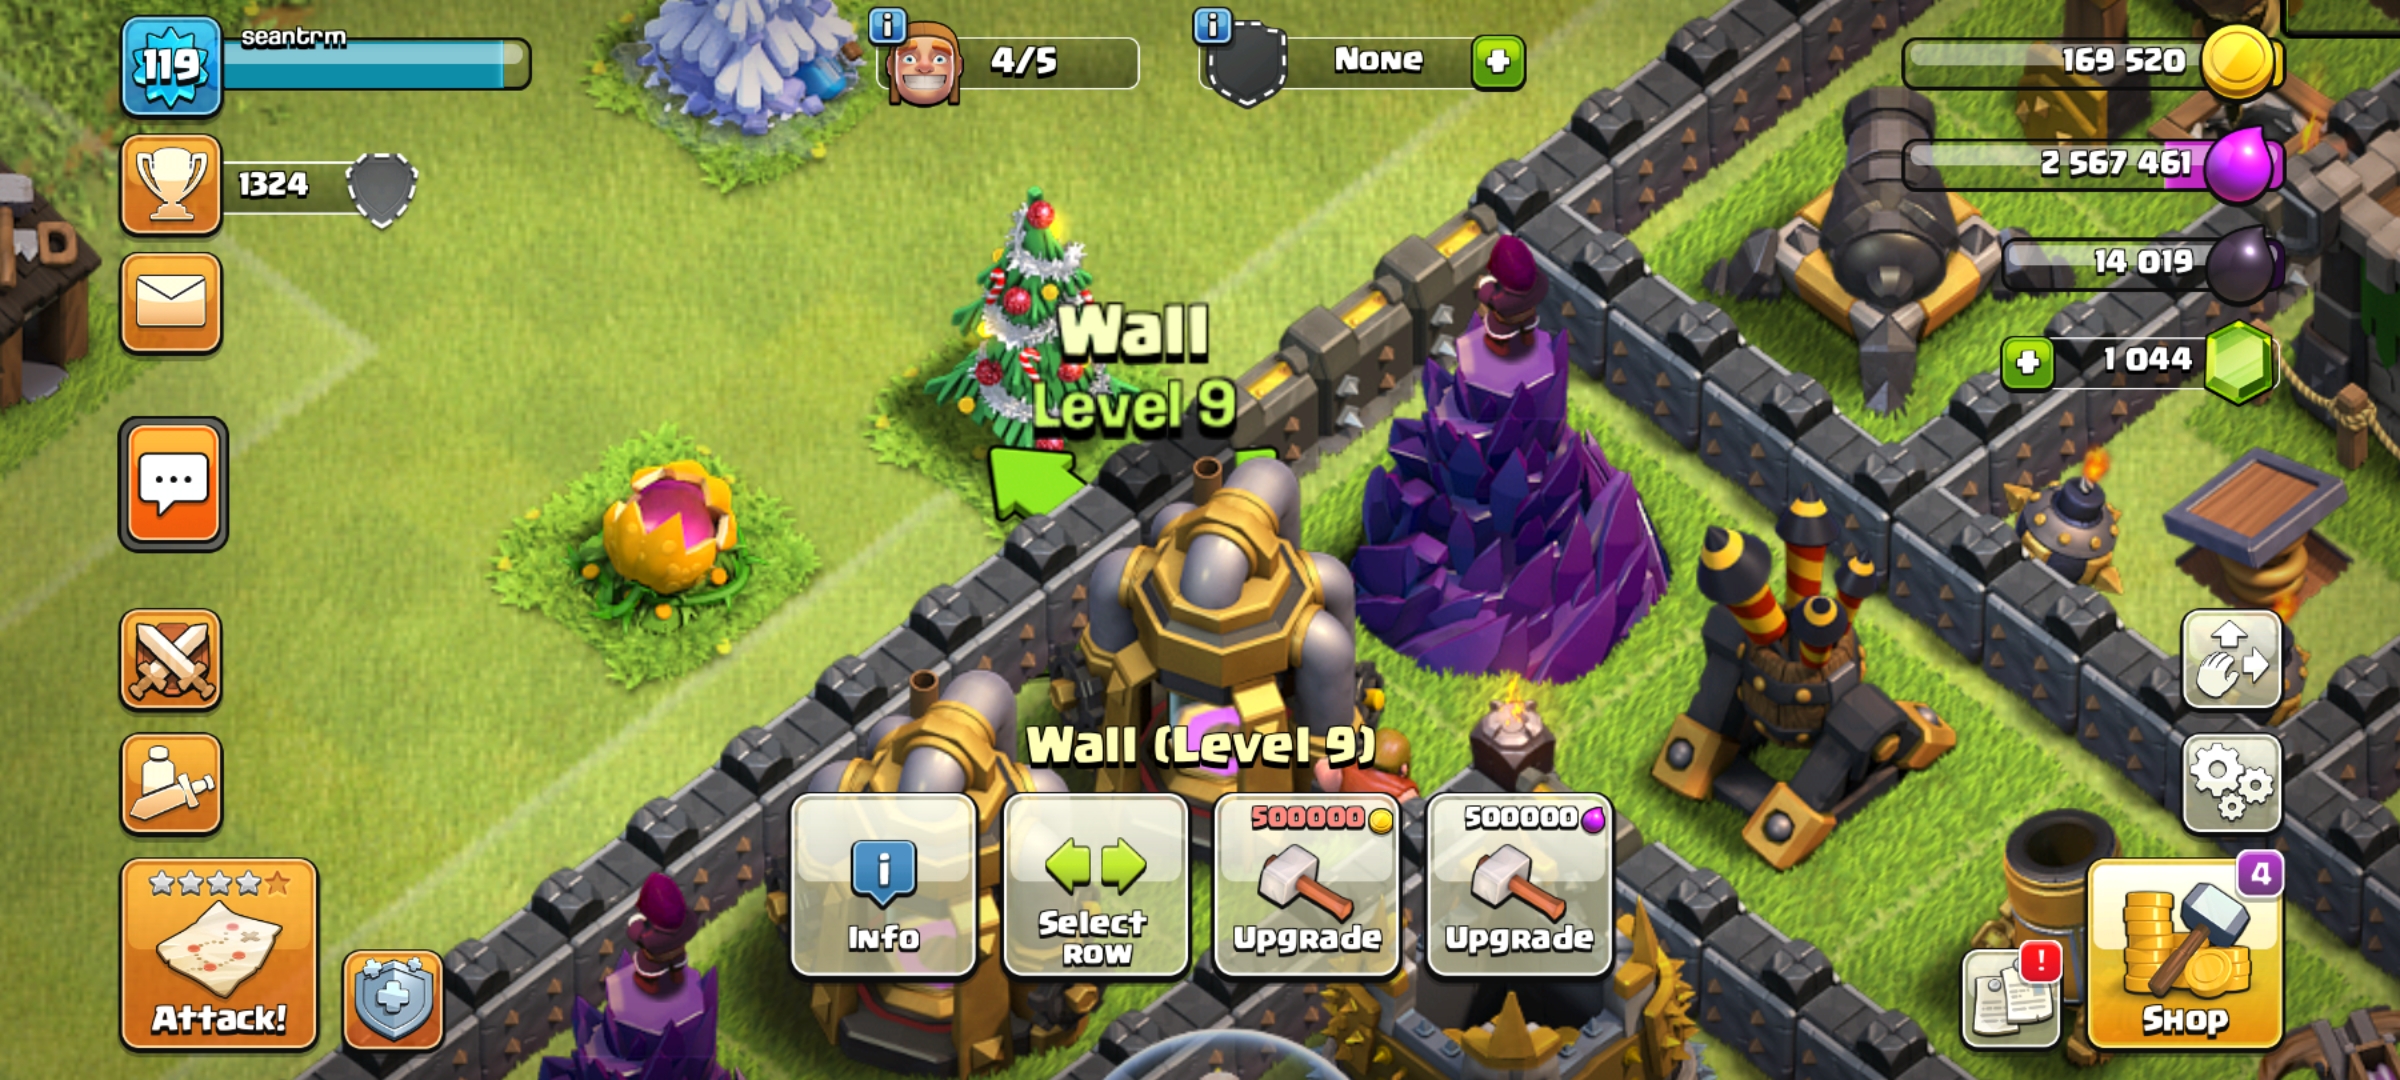 119
seantrm
4/5
None
169 520
1324
2 567 461
14 019
1 044
Wall
Level 9
Wall (Level 9)
Info
Select
Row
500000
Upgrade
500000
Upgrade
Attack!
4
!
Shop
D